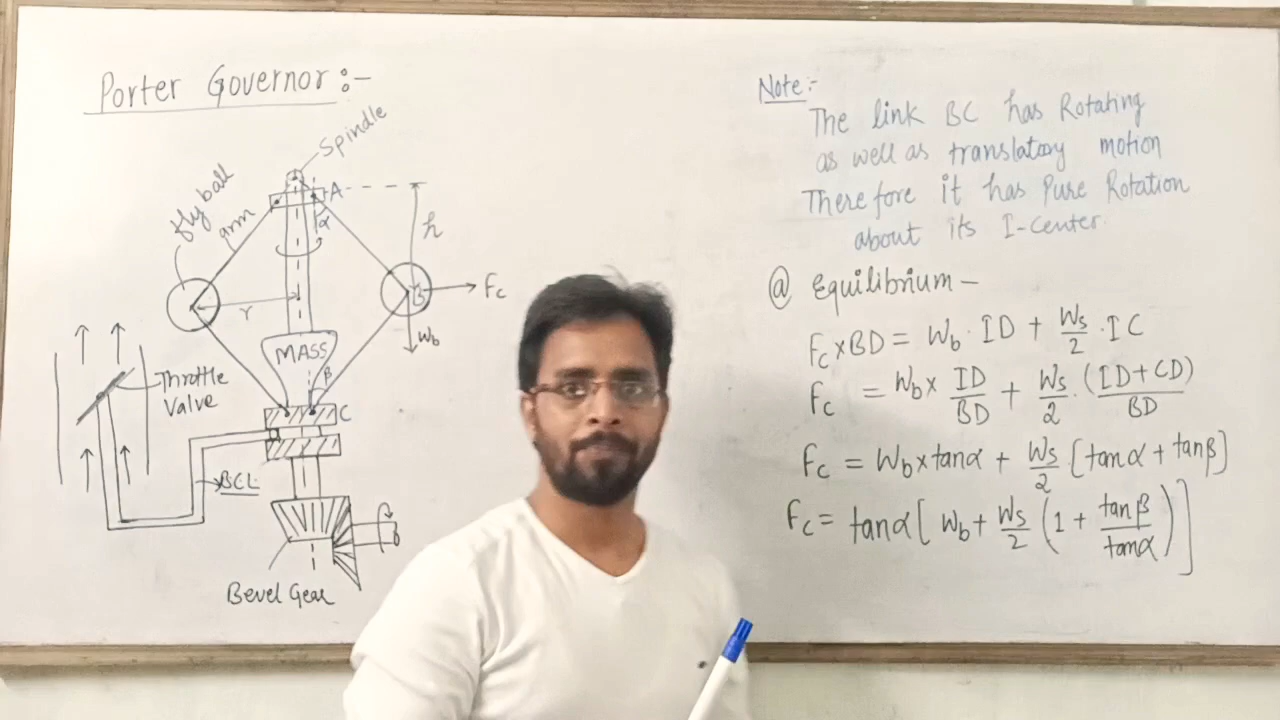 Porter Governor:-
Spindle
fly ball
arm
A
α
h
B
Fc
r
Wb
MASS
β
Throttle
Valve
C
BCL
Bevel Gear
Note:-
The link BC has Rotating
as well as translatory motion
Therefore it has Pure Rotation
about its I-center.
@ Equilibrium -
Fc × BD = Wb · ID + Ws/2 · IC
Fc = Wb × ID/BD + Ws/2 · (ID + CD)/BD
Fc = Wb × tanα + Ws/2 [tanα + tanβ]
Fc = tanα [Wb + Ws/2 (1 + tanβ/tanα)]